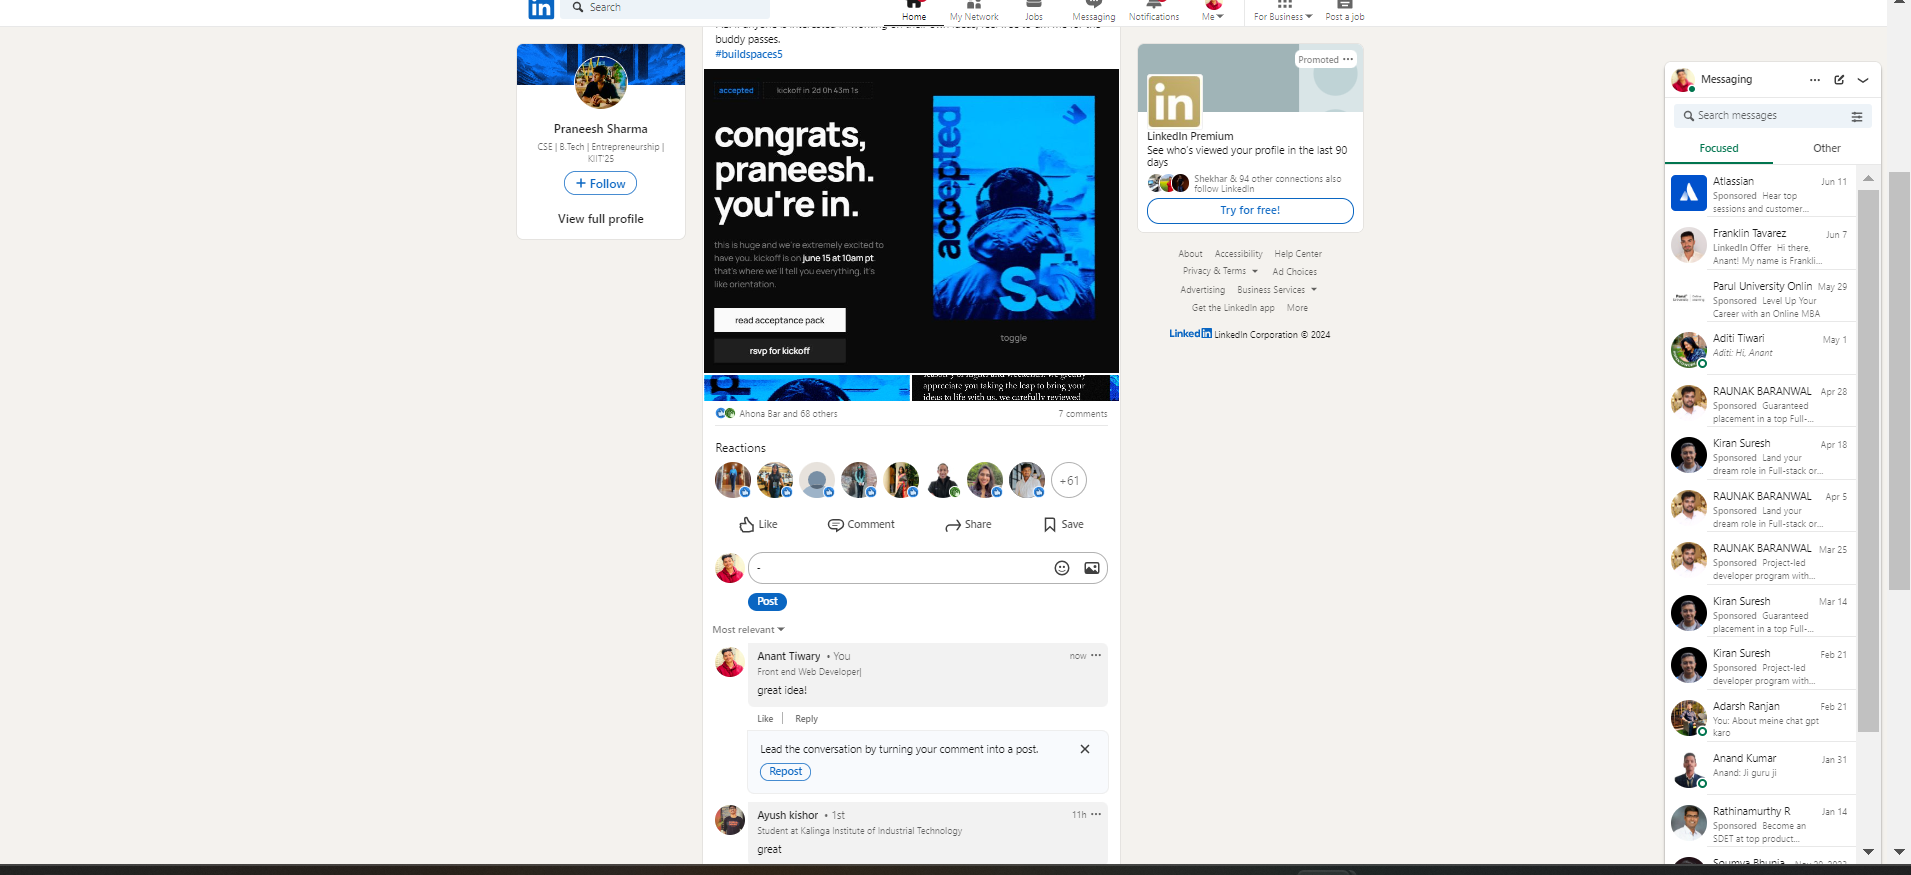 in
Search
Home
My Network
Jobs
Messaging
Notifications
Me
For Business
Post a job
Praneesh Sharma
CSE | B.Tech | Entrepreneurship |
KIIT'25
+ Follow
View full profile
buddy passes.
#buildspaces5
accepted
kickoff in 2d 0h 43m 1s
congrats,
praneesh.
you're in.
this is huge and we're extremely excited to
have you. kickoff is on june 15 at 10am pt.
that's where we'll tell you everything, it's
like orientation.
read acceptance pack
rsvp for kickoff
accepted
s5
toggle
appreciate you taking the leap to bring your
ideas to life with us. we carefully reviewed
Ahona Bar and 68 others
7 comments
Reactions
+61
Like
Comment
Share
Save
-
Post
Most relevant
Anant Tiwary • You
now
Front end Web Developer|
great idea!
Like
Reply
Lead the conversation by turning your comment into a post.
Repost
Ayush kishor • 1st
11h
Student at Kalinga Institute of Industrial Technology
great
Promoted
in
LinkedIn Premium
See who's viewed your profile in the last 90
days
Shekhar & 94 other connections also
follow LinkedIn
Try for free!
About Accessibility Help Center
Privacy & Terms Ad Choices
Advertising Business Services
Get the LinkedIn app More
LinkedIn LinkedIn Corporation © 2024
Messaging
Search messages
Focused
Other
Atlassian Jun 11
Sponsored Hear top
sessions and customer...
Franklin Tavarez Jun 7
LinkedIn Offer Hi there,
Anant! My name is Frankli...
Parul University Onlin May 29
Sponsored Level Up Your
Career with an Online MBA
Aditi Tiwari May 1
Aditi: Hi, Anant
RAUNAK BARANWAL Apr 28
Sponsored Guaranteed
placement in a top Full-...
Kiran Suresh Apr 18
Sponsored Land your
dream role in Full-stack or...
RAUNAK BARANWAL Apr 5
Sponsored Land your
dream role in Full-stack or...
RAUNAK BARANWAL Mar 25
Sponsored Project-led
developer program with...
Kiran Suresh Mar 14
Sponsored Guaranteed
placement in a top Full-...
Kiran Suresh Feb 21
Sponsored Project-led
developer program with...
Adarsh Ranjan Feb 21
You: About meine chat gpt
karo
Anand Kumar Jan 31
Anand: Ji guru ji
Rathinamurthy R Jan 14
Sponsored Become an
SDET at top product...